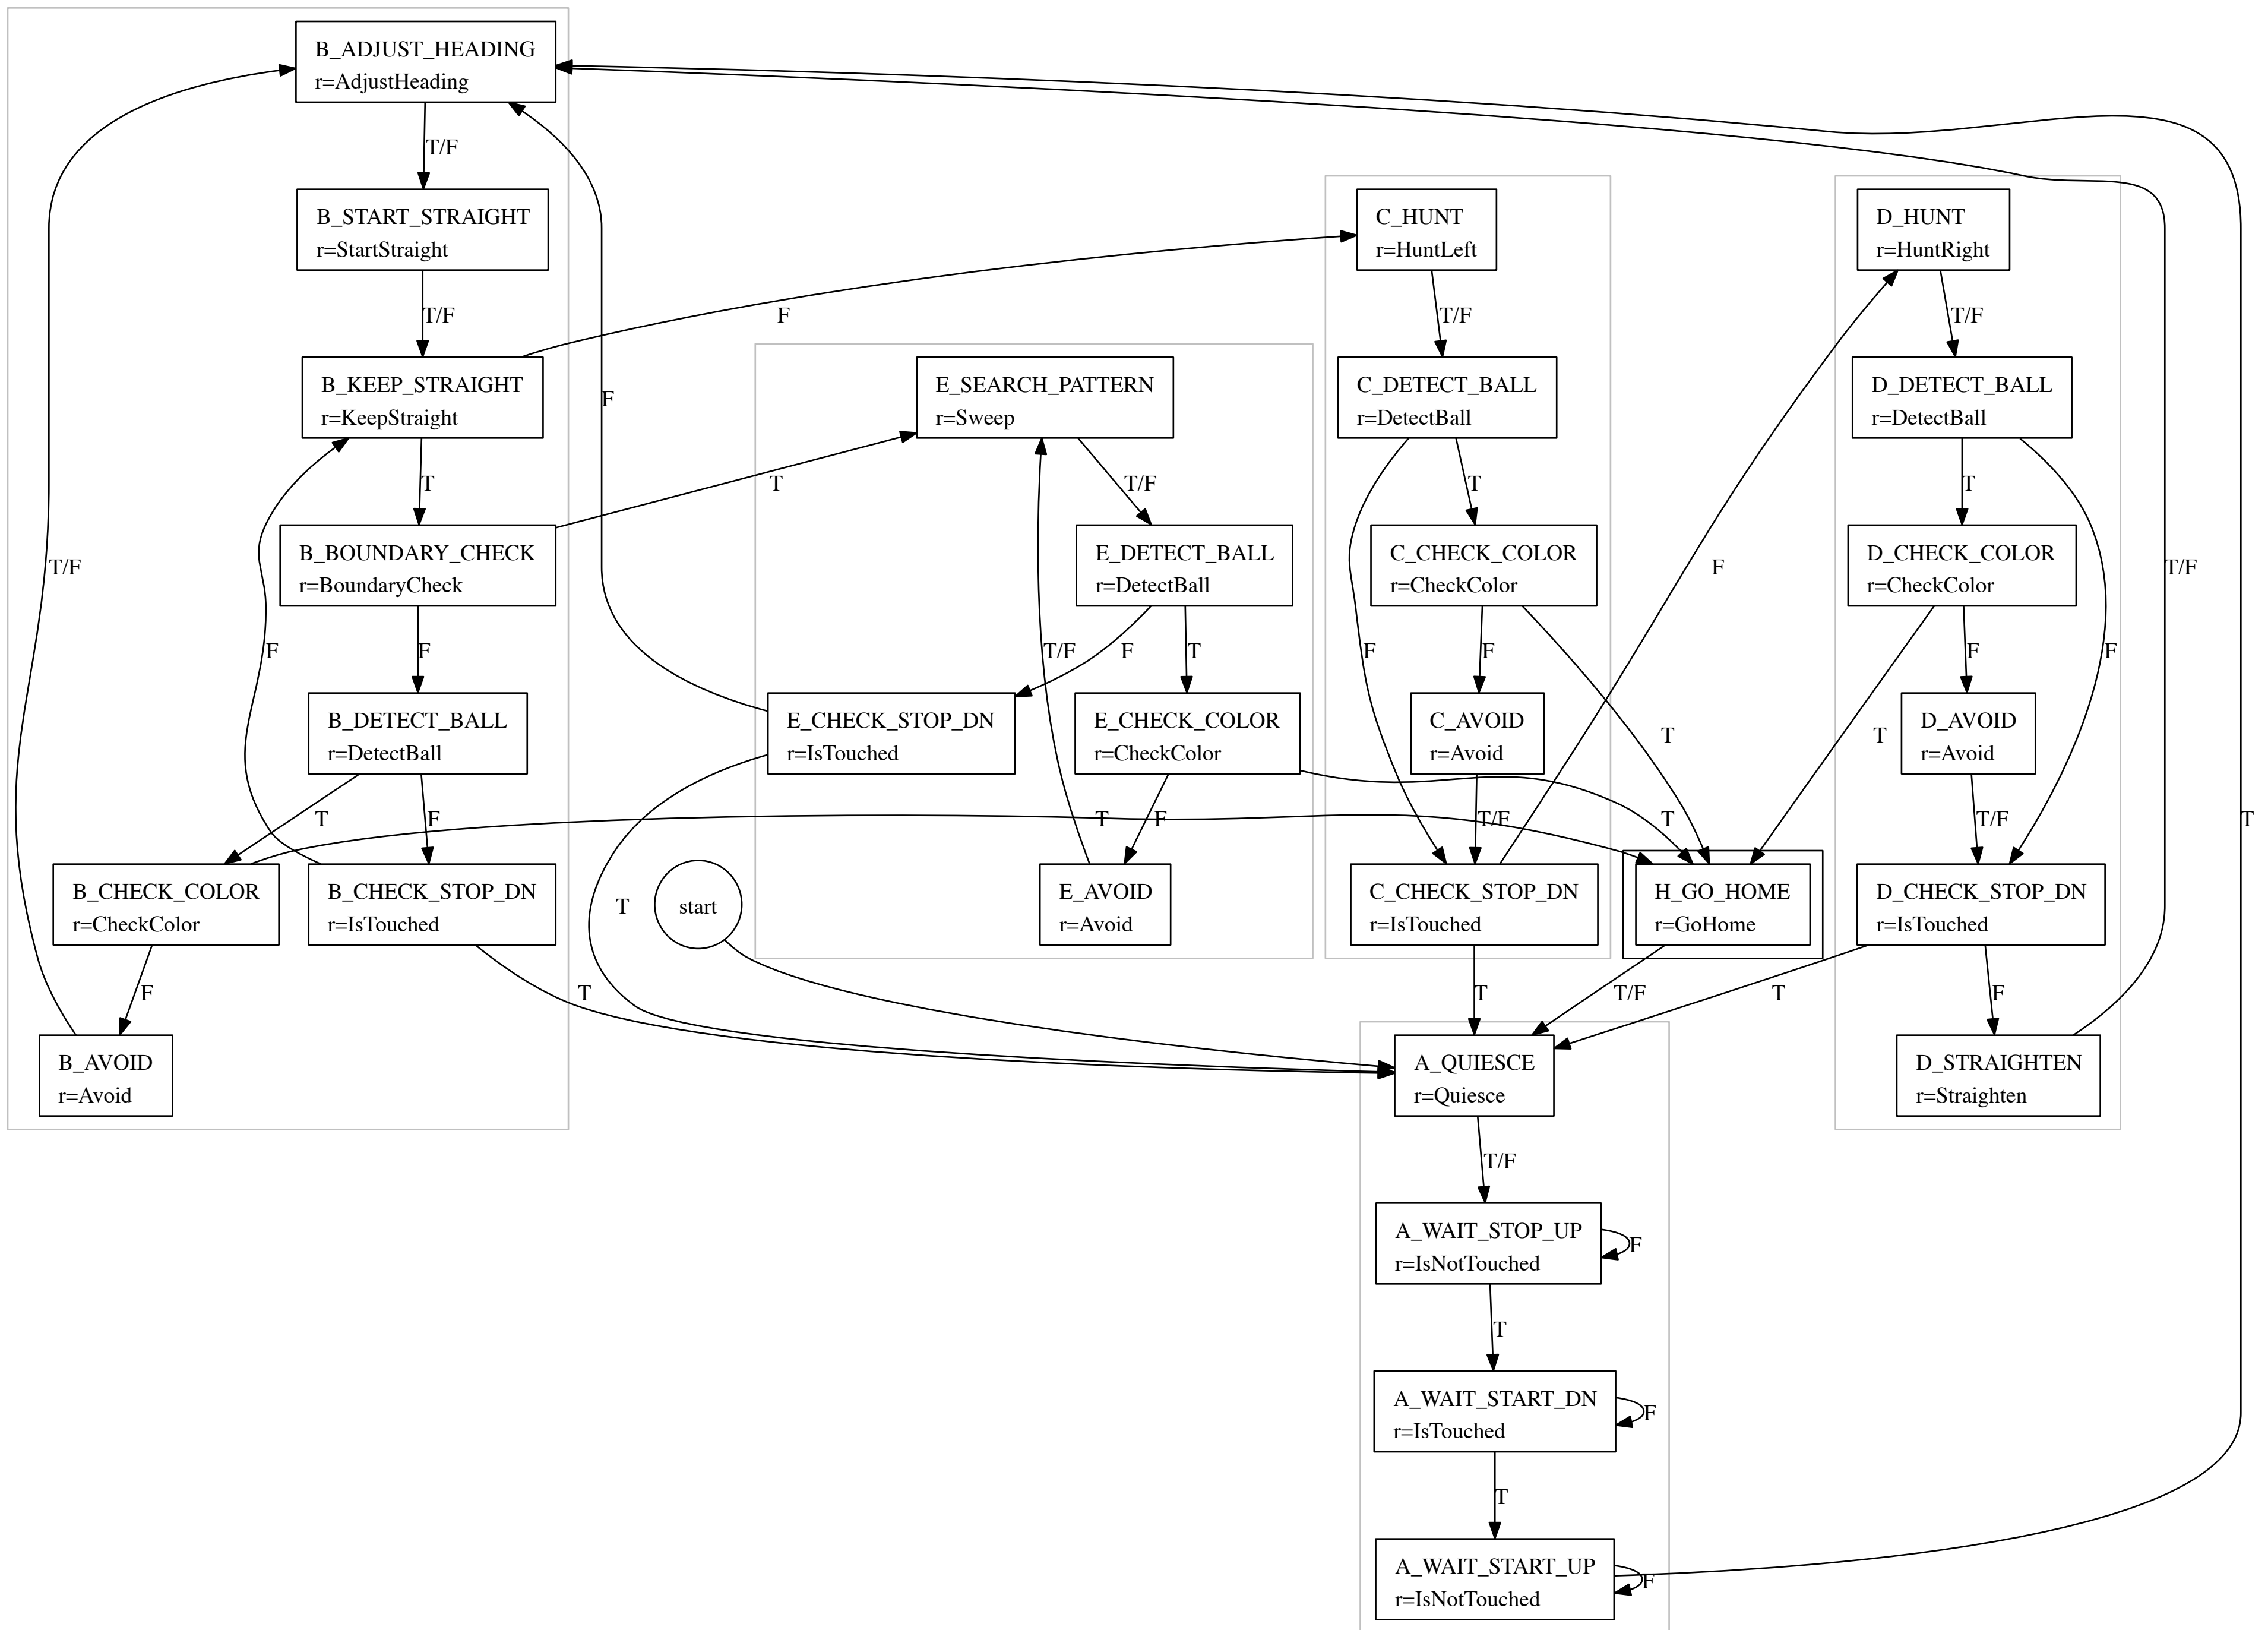 B_ADJUST_HEADING
r=AdjustHeading
T/F
B_START_STRAIGHT
r=StartStraight
C_HUNT
r=HuntLeft
D_HUNT
r=HuntRight
T/F
F
T/F
T/F
B_KEEP_STRAIGHT
r=KeepStraight
F
E_SEARCH_PATTERN
r=Sweep
C_DETECT_BALL
r=DetectBall
D_DETECT_BALL
r=DetectBall
T
T
T/F
T
T
B_BOUNDARY_CHECK
r=BoundaryCheck
E_DETECT_BALL
r=DetectBall
C_CHECK_COLOR
r=CheckColor
D_CHECK_COLOR
r=CheckColor
T/F
F
T/F
F
F
T/F
F
T
F
F
F
F
B_DETECT_BALL
r=DetectBall
E_CHECK_STOP_DN
r=IsTouched
E_CHECK_COLOR
r=CheckColor
C_AVOID
r=Avoid
D_AVOID
r=Avoid
T
T
T
F
T
F
T/F
T
T/F
T
B_CHECK_COLOR
r=CheckColor
B_CHECK_STOP_DN
r=IsTouched
start
E_AVOID
r=Avoid
C_CHECK_STOP_DN
r=IsTouched
H_GO_HOME
r=GoHome
D_CHECK_STOP_DN
r=IsTouched
T
F
T
T
T/F
T
F
B_AVOID
r=Avoid
A_QUIESCE
r=Quiesce
D_STRAIGHTEN
r=Straighten
T/F
A_WAIT_STOP_UP
r=IsNotTouched
F
T
A_WAIT_START_DN
r=IsTouched
F
T
A_WAIT_START_UP
r=IsNotTouched
F